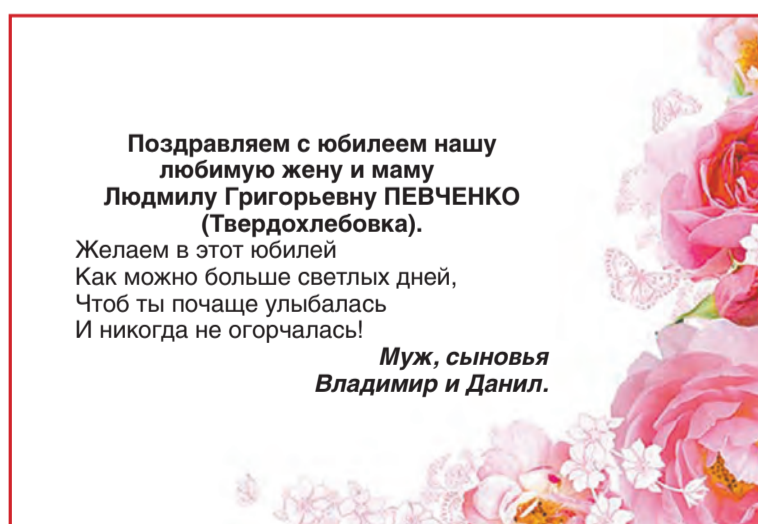 Поздравляем с юбилеем нашу
любимую жену и маму
Людмилу Григорьевну ПЕВЧЕНКО
(Твердохлебовка).
Желаем в этот юбилей
Как можно больше светлых дней,
Чтоб ты почаще улыбалась
И никогда не огорчалась!
Муж, сыновья
Владимир и Данил.